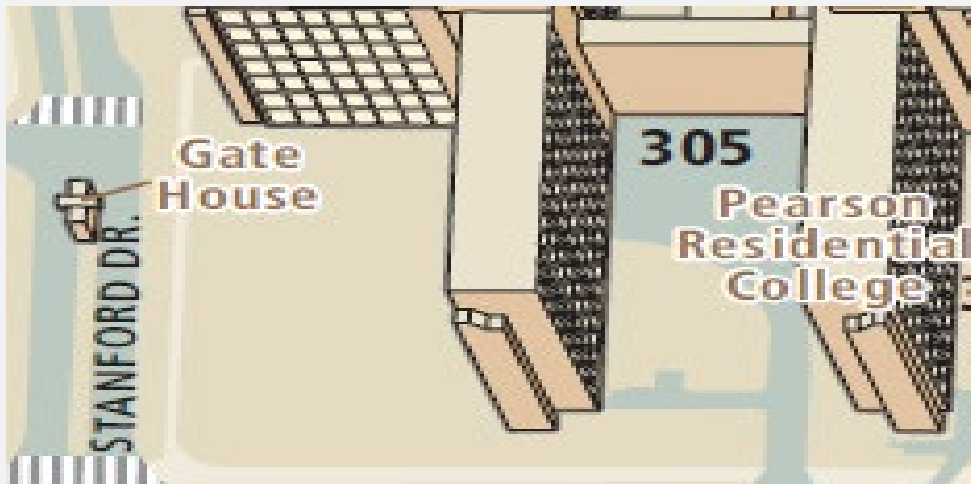 305
Gate
House
Pearson
Residential
College
STANFORD DR.